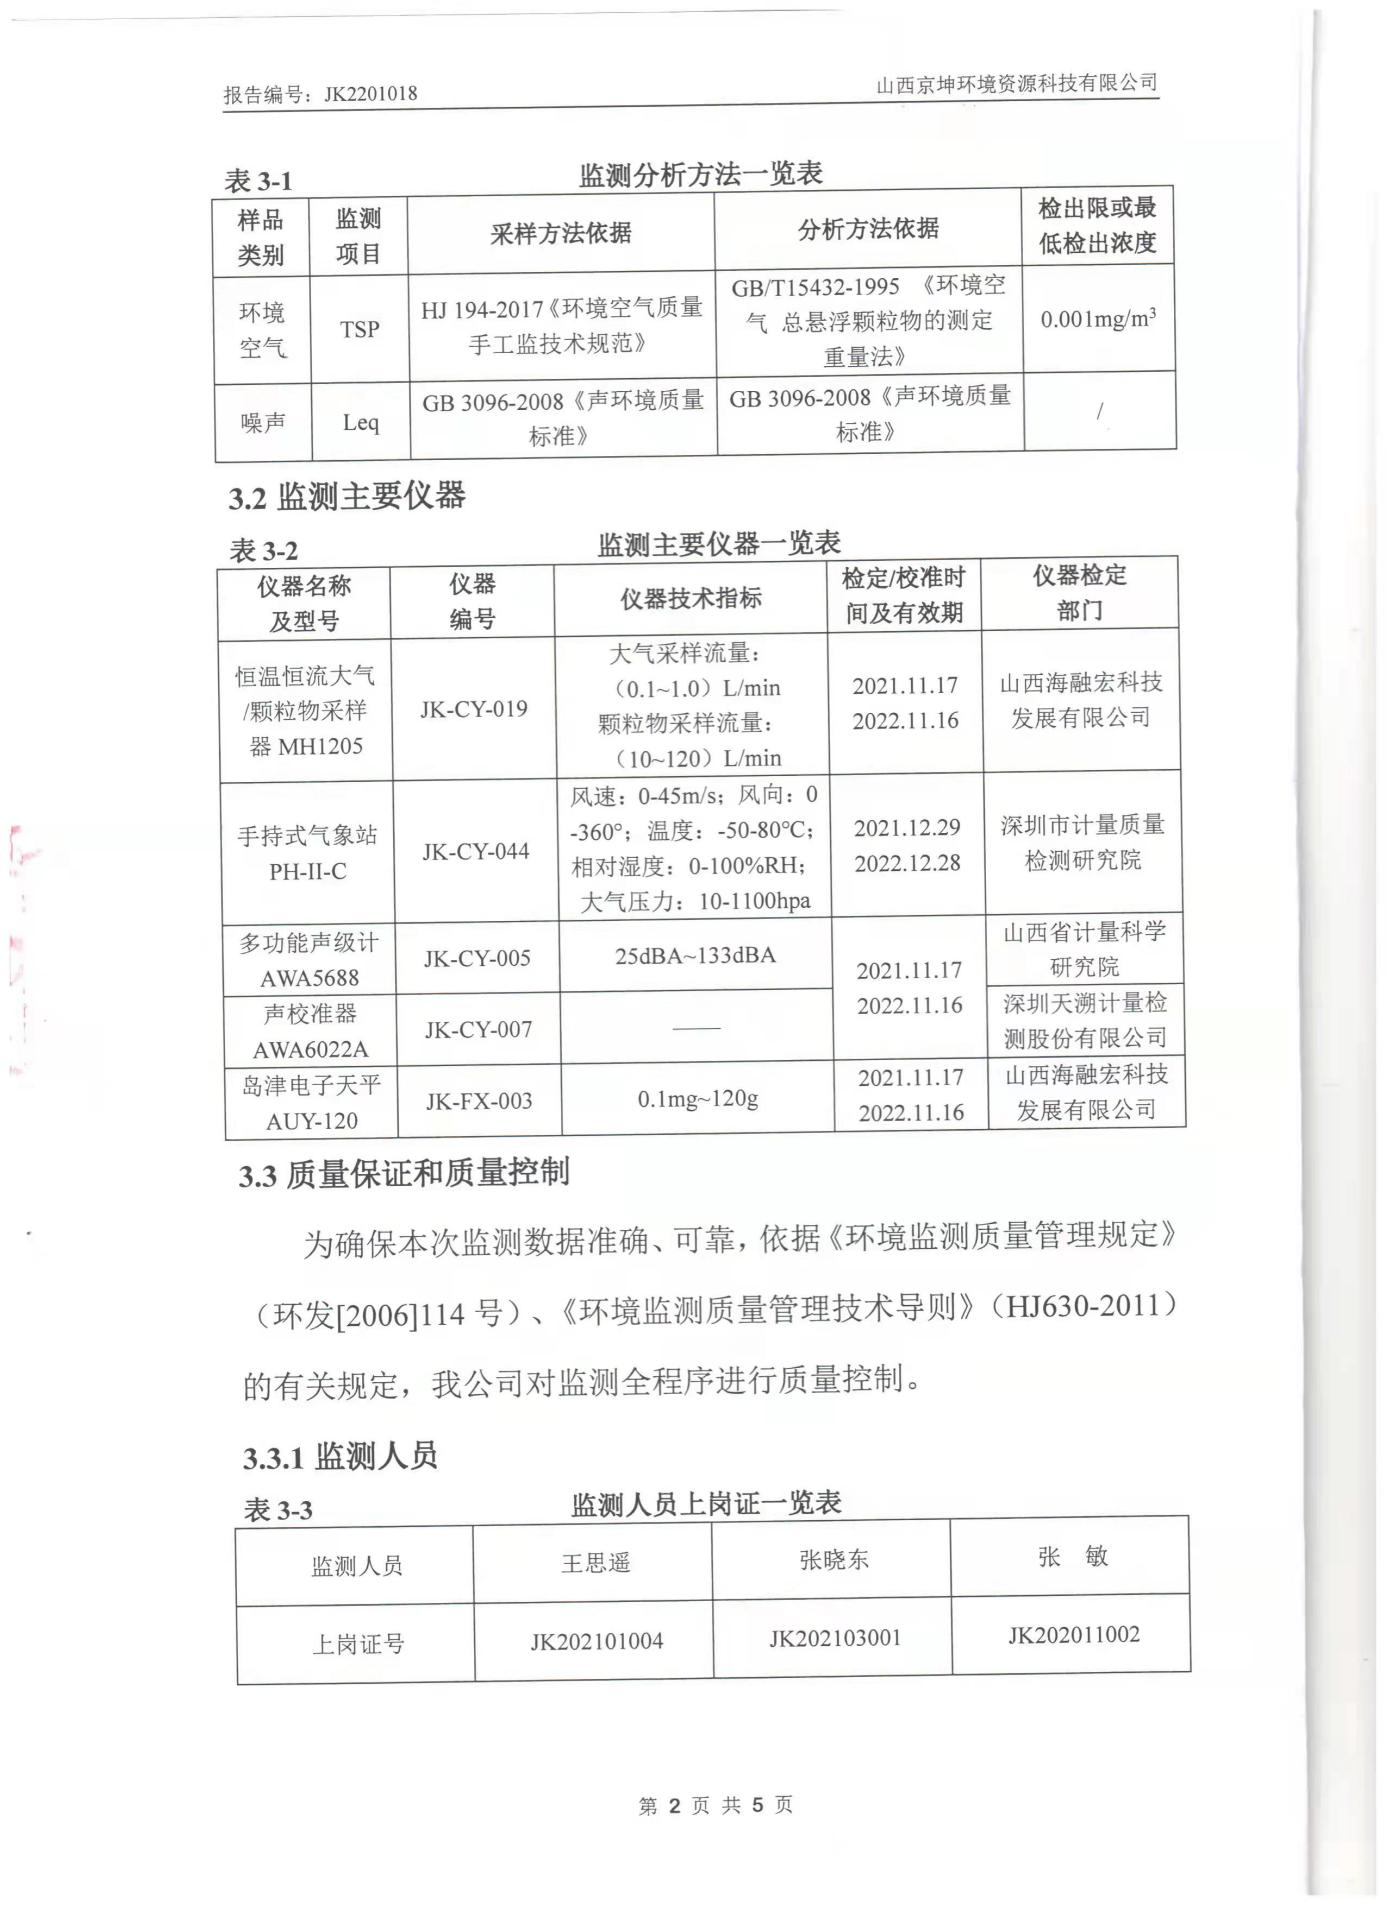 报告编号：JK2201018
山西京坤环境资源科技有限公司
表 3-1
监测分析方法一览表
样品
类别
监测
项目
采样方法依据
分析方法依据
检出限或最
低检出浓度
环境
空气
TSP
HJ 194-2017《环境空气质量
手工监技术规范》
GB/T15432-1995 《环境空
气 总悬浮颗粒物的测定
重量法》
0.001mg/m³
噪声
Leq
GB 3096-2008《声环境质量
标准》
GB 3096-2008《声环境质量
标准》
/
3.2 监测主要仪器
表 3-2
监测主要仪器一览表
仪器名称
及型号
仪器
编号
仪器技术指标
检定/校准时
间及有效期
仪器检定
部门
恒温恒流大气
/颗粒物采样
器 MH1205
JK-CY-019
大气采样流量：
（0.1~1.0）L/min
颗粒物采样流量：
（10~120）L/min
2021.11.17
2022.11.16
山西海融宏科技
发展有限公司
手持式气象站
PH-II-C
JK-CY-044
风速：0-45m/s；风向：0
-360°；温度：-50-80℃；
相对湿度：0-100%RH；
大气压力：10-1100hpa
2021.12.29
2022.12.28
深圳市计量质量
检测研究院
多功能声级计
AWA5688
JK-CY-005
25dBA~133dBA
2021.11.17
2022.11.16
山西省计量科学
研究院
声校准器
AWA6022A
JK-CY-007
——
深圳天溯计量检
测股份有限公司
岛津电子天平
AUY-120
JK-FX-003
0.1mg~120g
2021.11.17
2022.11.16
山西海融宏科技
发展有限公司
3.3 质量保证和质量控制
为确保本次监测数据准确、可靠，依据《环境监测质量管理规定》
（环发[2006]114 号）、《环境监测质量管理技术导则》（HJ630-2011）
的有关规定，我公司对监测全程序进行质量控制。
3.3.1 监测人员
表 3-3
监测人员上岗证一览表
监测人员
王思遥
张晓东
张 敏
上岗证号
JK202101004
JK202103001
JK202011002
第 2 页 共 5 页